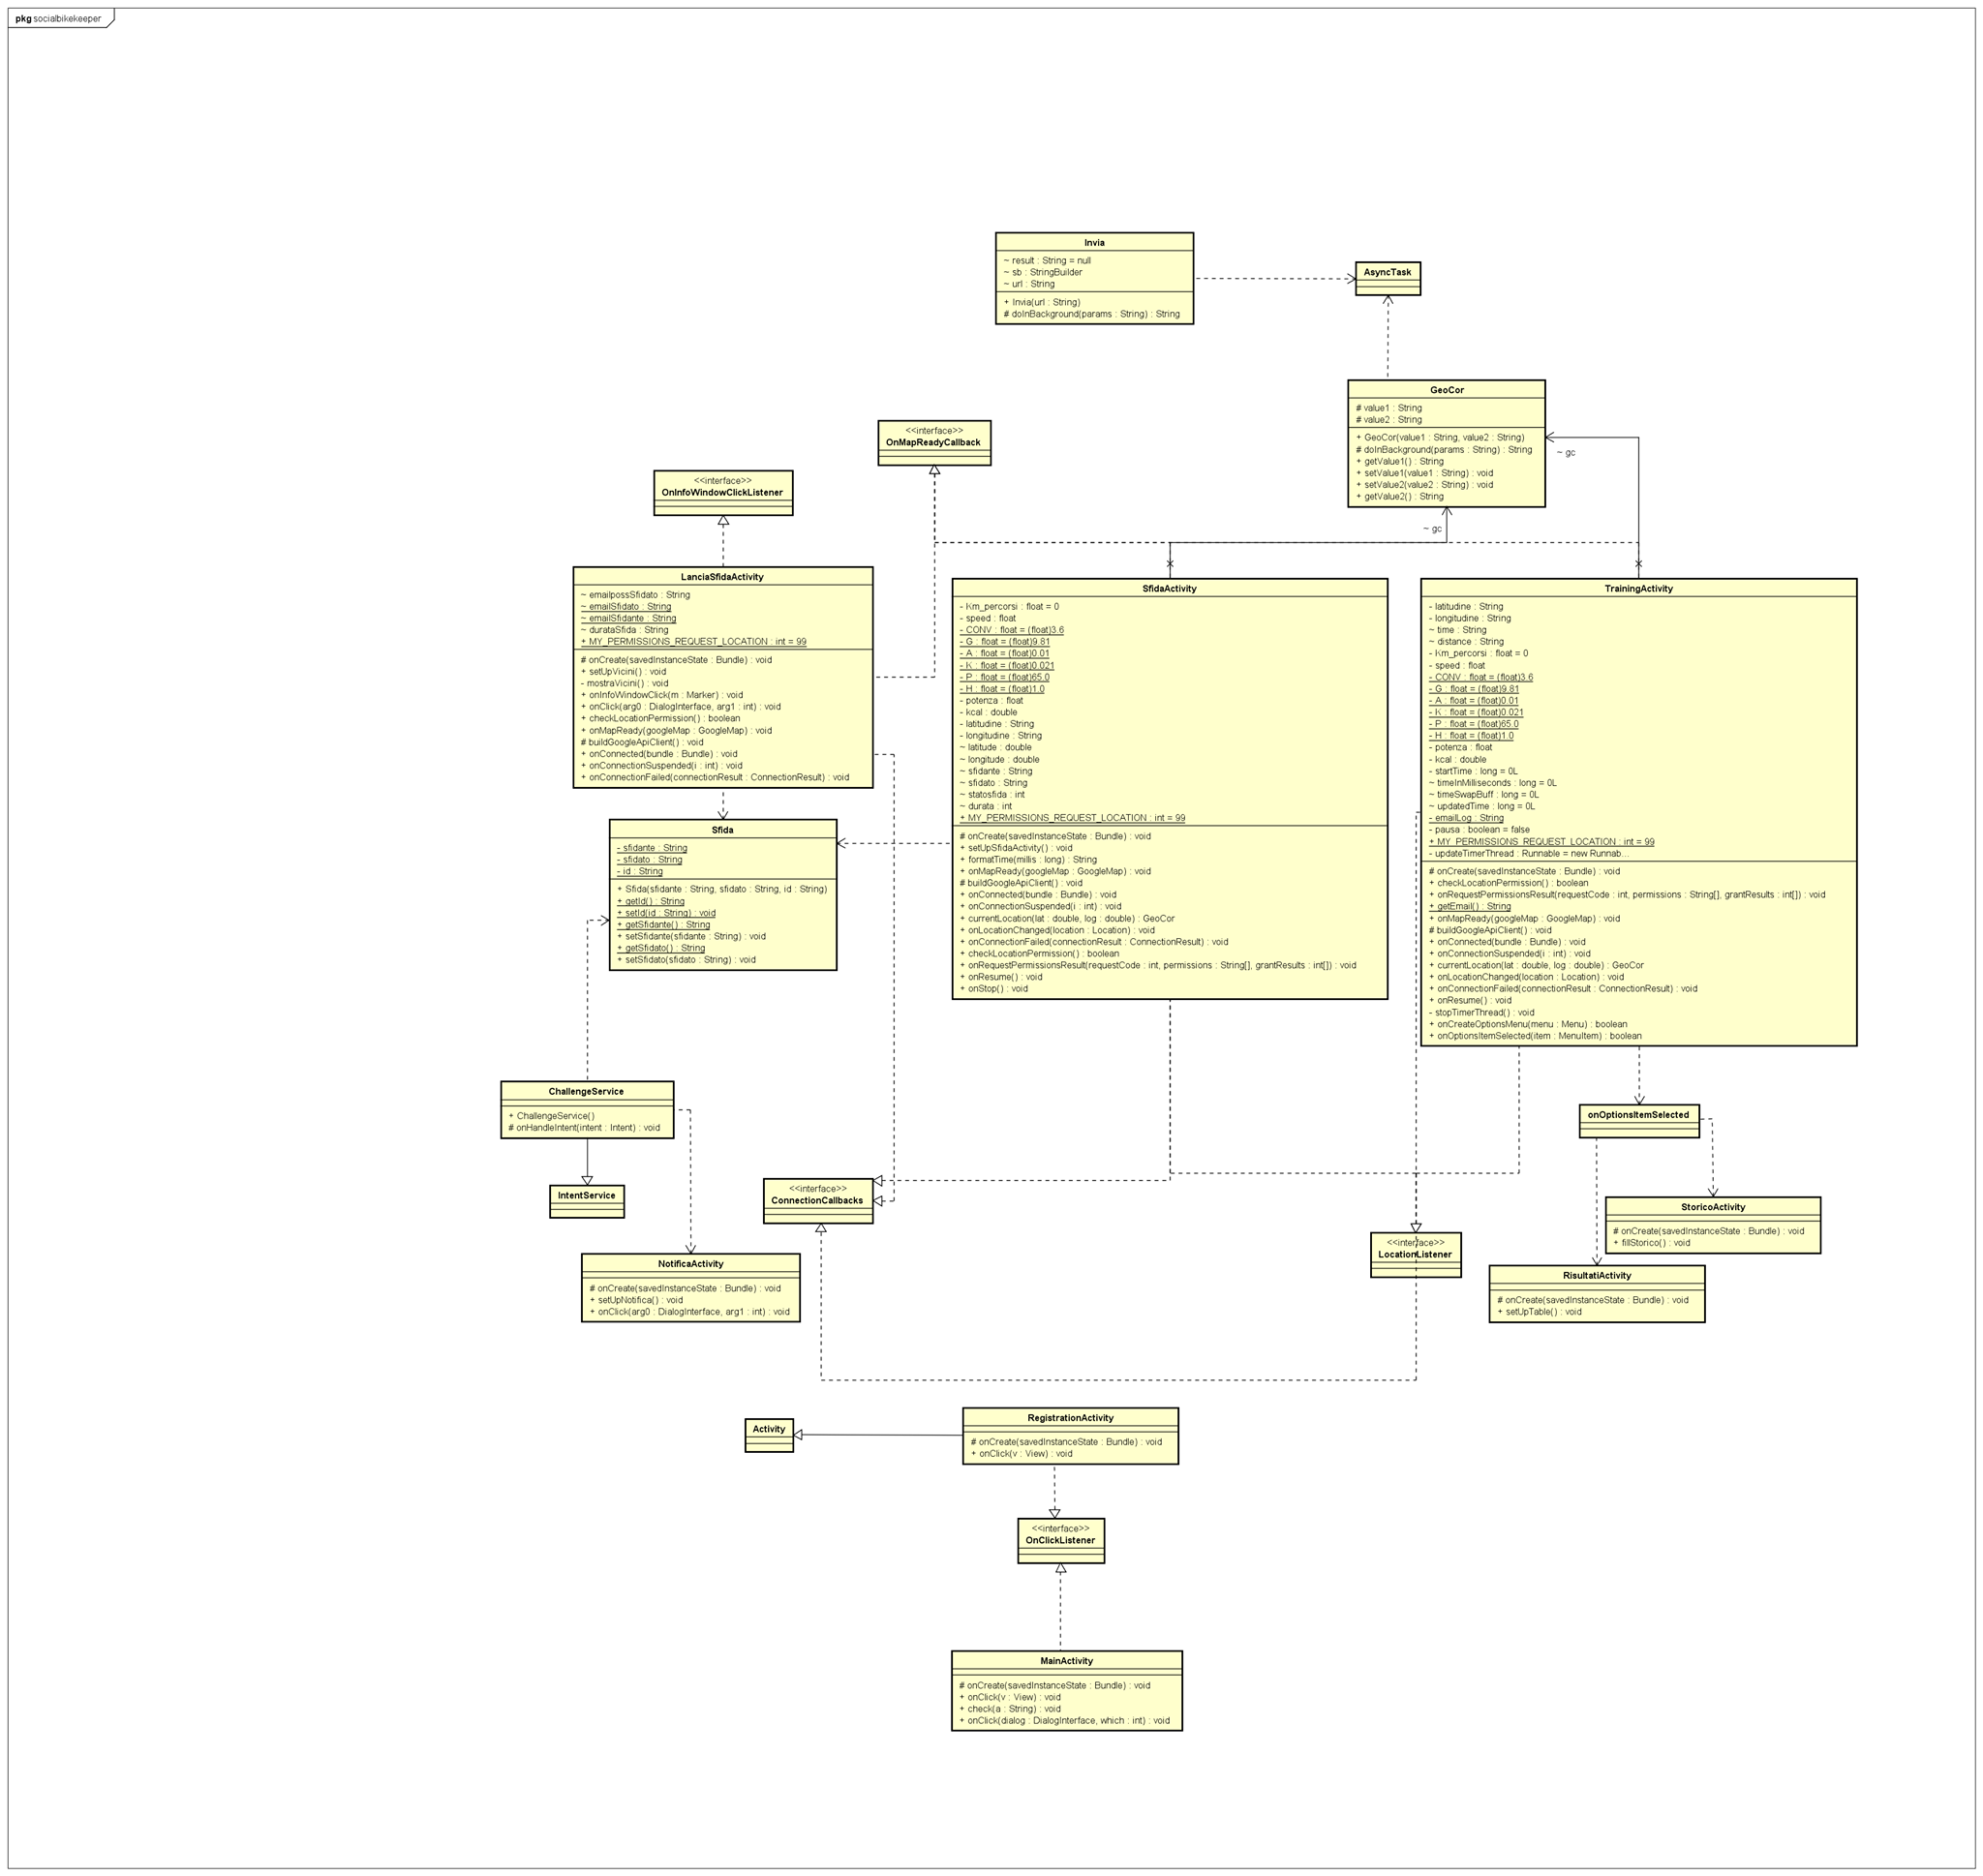 pkg socialbikekeeper
Invia
~ result : String = null
~ sb : StringBuilder
~ url : String
+ Invia(url : String)
# doInBackground(params : String) : String
AsyncTask
GeoCor
# value1 : String
# value2 : String
+ GeoCor(value1 : String, value2 : String)
# doInBackground(params : String) : String
+ getValue1() : String
+ setValue1(value1 : String) : void
+ setValue2(value2 : String) : void
+ getValue2() : String
~ gc
~ gc
<<interface>>
OnMapReadyCallback
<<interface>>
OnInfoWindowClickListener
LanciaSfidaActivity
~ emailpossSfidato : String
~ emailSfidato : String
~ emailSfidante : String
~ durataSfida : String
+ MY_PERMISSIONS_REQUEST_LOCATION : int = 99
# onCreate(savedInstanceState : Bundle) : void
+ setUpVicini() : void
- mostraVicini() : void
+ onInfoWindowClick(m : Marker) : void
+ onClick(arg0 : DialogInterface, arg1 : int) : void
+ checkLocationPermission() : boolean
+ onMapReady(googleMap : GoogleMap) : void
# buildGoogleApiClient() : void
+ onConnected(bundle : Bundle) : void
+ onConnectionSuspended(i : int) : void
+ onConnectionFailed(connectionResult : ConnectionResult) : void
SfidaActivity
- Km_percorsi : float = 0
- speed : float
- CONV : float = (float)3.6
- G : float = (float)9.81
- A : float = (float)0.01
- K : float = (float)0.021
- P : float = (float)65.0
- H : float = (float)1.0
- potenza : float
- kcal : double
- latitudine : String
- longitudine : String
~ latitude : double
~ longitude : double
~ sfidante : String
~ sfidato : String
~ statosfida : int
~ durata : int
+ MY_PERMISSIONS_REQUEST_LOCATION : int = 99
# onCreate(savedInstanceState : Bundle) : void
+ setUpSfidaActivity() : void
+ formatTime(millis : long) : String
+ onMapReady(googleMap : GoogleMap) : void
# buildGoogleApiClient() : void
+ onConnected(bundle : Bundle) : void
+ onConnectionSuspended(i : int) : void
+ currentLocation(lat : double, log : double) : GeoCor
+ onLocationChanged(location : Location) : void
+ onConnectionFailed(connectionResult : ConnectionResult) : void
+ checkLocationPermission() : boolean
+ onRequestPermissionsResult(requestCode : int, permissions : String[], grantResults : int[]) : void
+ onResume() : void
+ onStop() : void
TrainingActivity
- latitudine : String
- longitudine : String
~ time : String
~ distance : String
- Km_percorsi : float = 0
- speed : float
- CONV : float = (float)3.6
- G : float = (float)9.81
- A : float = (float)0.01
- K : float = (float)0.021
- P : float = (float)65.0
- H : float = (float)1.0
- potenza : float
- kcal : double
- startTime : long = 0L
~ timeInMilliseconds : long = 0L
~ timeSwapBuff : long = 0L
~ updatedTime : long = 0L
- emailLog : String
- pausa : boolean = false
+ MY_PERMISSIONS_REQUEST_LOCATION : int = 99
- updateTimerThread : Runnable = new Runnab...
# onCreate(savedInstanceState : Bundle) : void
+ checkLocationPermission() : boolean
+ onRequestPermissionsResult(requestCode : int, permissions : String[], grantResults : int[]) : void
+ getEmail() : String
+ onMapReady(googleMap : GoogleMap) : void
# buildGoogleApiClient() : void
+ onConnected(bundle : Bundle) : void
+ onConnectionSuspended(i : int) : void
+ currentLocation(lat : double, log : double) : GeoCor
+ onLocationChanged(location : Location) : void
+ onConnectionFailed(connectionResult : ConnectionResult) : void
+ onResume() : void
- stopTimerThread() : void
+ onCreateOptionsMenu(menu : Menu) : boolean
+ onOptionsItemSelected(item : MenuItem) : boolean
Sfida
- sfidante : String
- sfidato : String
- id : String
+ Sfida(sfidante : String, sfidato : String, id : String)
+ getId() : String
+ setId(id : String) : void
+ getSfidante() : String
+ setSfidante(sfidante : String) : void
+ getSfidato() : String
+ setSfidato(sfidato : String) : void
ChallengeService
+ ChallengeService()
# onHandleIntent(intent : Intent) : void
IntentService
NotificaActivity
# onCreate(savedInstanceState : Bundle) : void
+ setUpNotifica() : void
+ onClick(arg0 : DialogInterface, arg1 : int) : void
<<interface>>
ConnectionCallbacks
<<interface>>
LocationListener
onOptionsItemSelected
StoricoActivity
# onCreate(savedInstanceState : Bundle) : void
+ fillStorico() : void
RisultatiActivity
# onCreate(savedInstanceState : Bundle) : void
+ setUpTable() : void
Activity
RegistrationActivity
# onCreate(savedInstanceState : Bundle) : void
+ onClick(v : View) : void
<<interface>>
OnClickListener
MainActivity
# onCreate(savedInstanceState : Bundle) : void
+ onClick(v : View) : void
+ check(a : String) : void
+ onClick(dialog : DialogInterface, which : int) : void